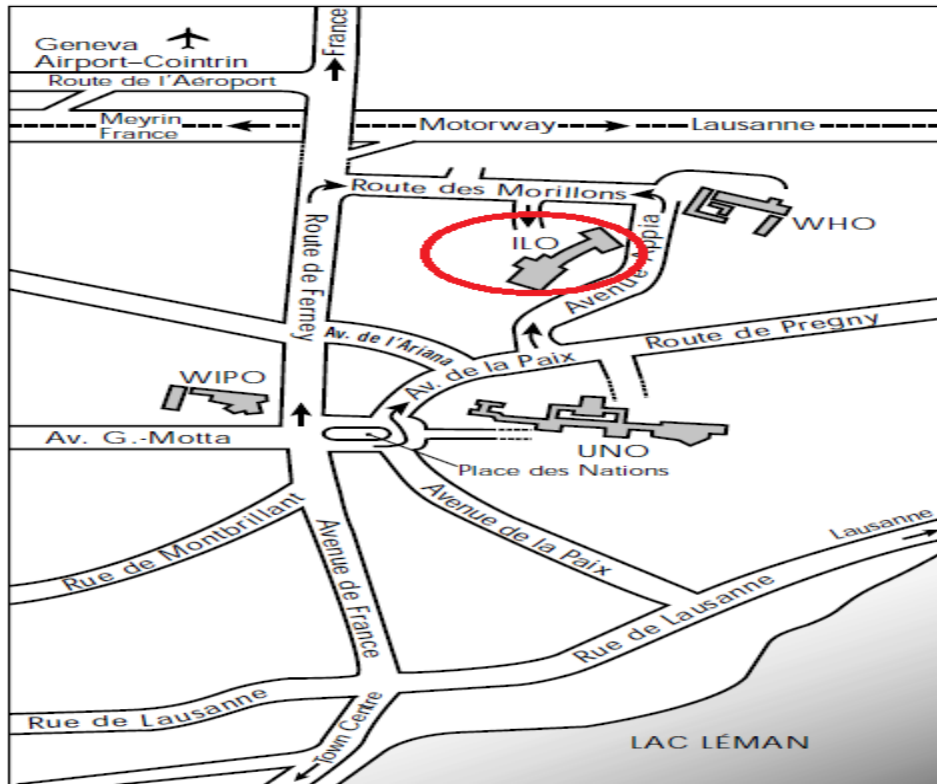 Geneva
Airport–Cointrin
France
Route de l'Aéroport
Meyrin
France
Motorway
Lausanne
Route des Morillons
WHO
ILO
Route de Ferney
Avenue Appia
Route de Pregny
Av. de l'Ariana
Av. de la Paix
WIPO
Av. G.-Motta
UNO
Place des Nations
Avenue de la Paix
Lausanne
Rue de Montbrillant
Avenue de France
Rue de Lausanne
Rue de Lausanne
Town Centre
LAC LÉMAN